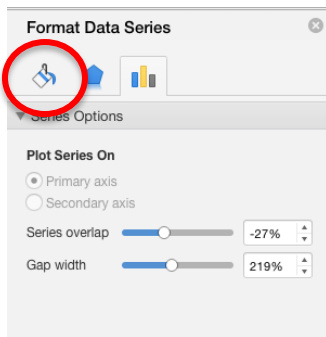 Format Data Series
Series Options
Plot Series On
Primary axis
Secondary axis
Series overlap -27%
Gap width 219%